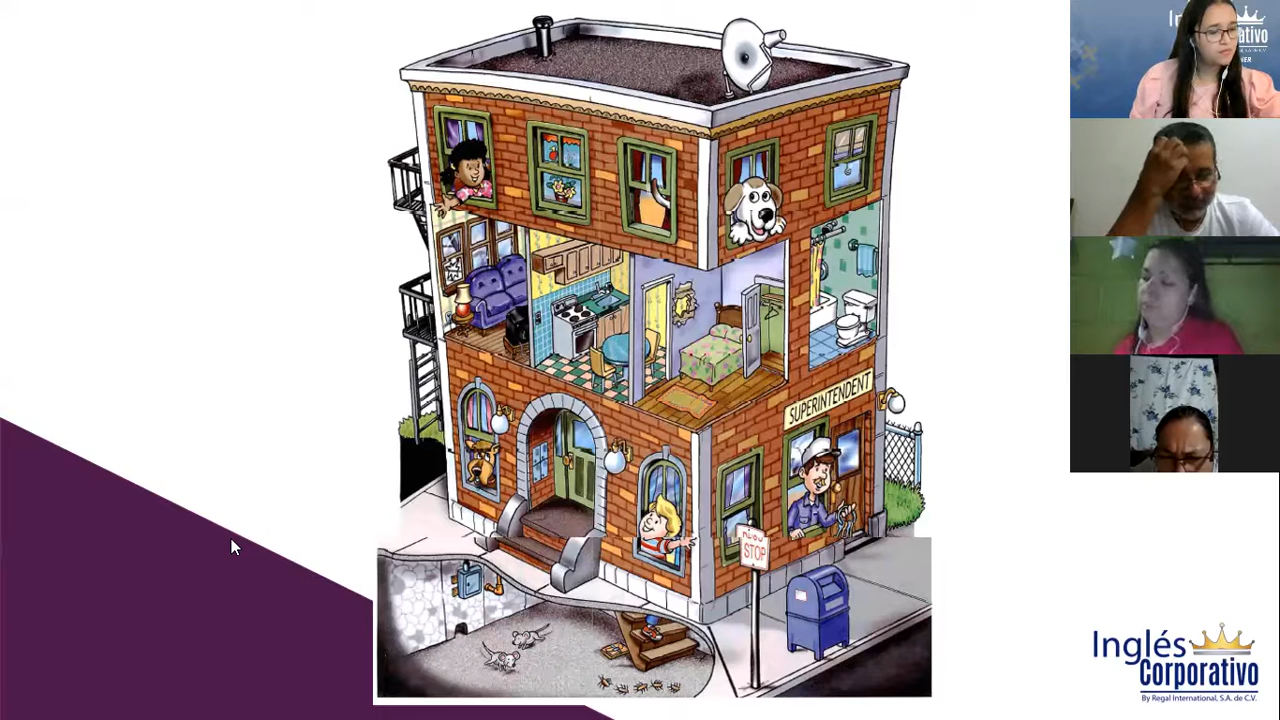 SUPERINTENDENT
STOP
Inglés
Corporativo
By Regal International, S.A. de C.V.